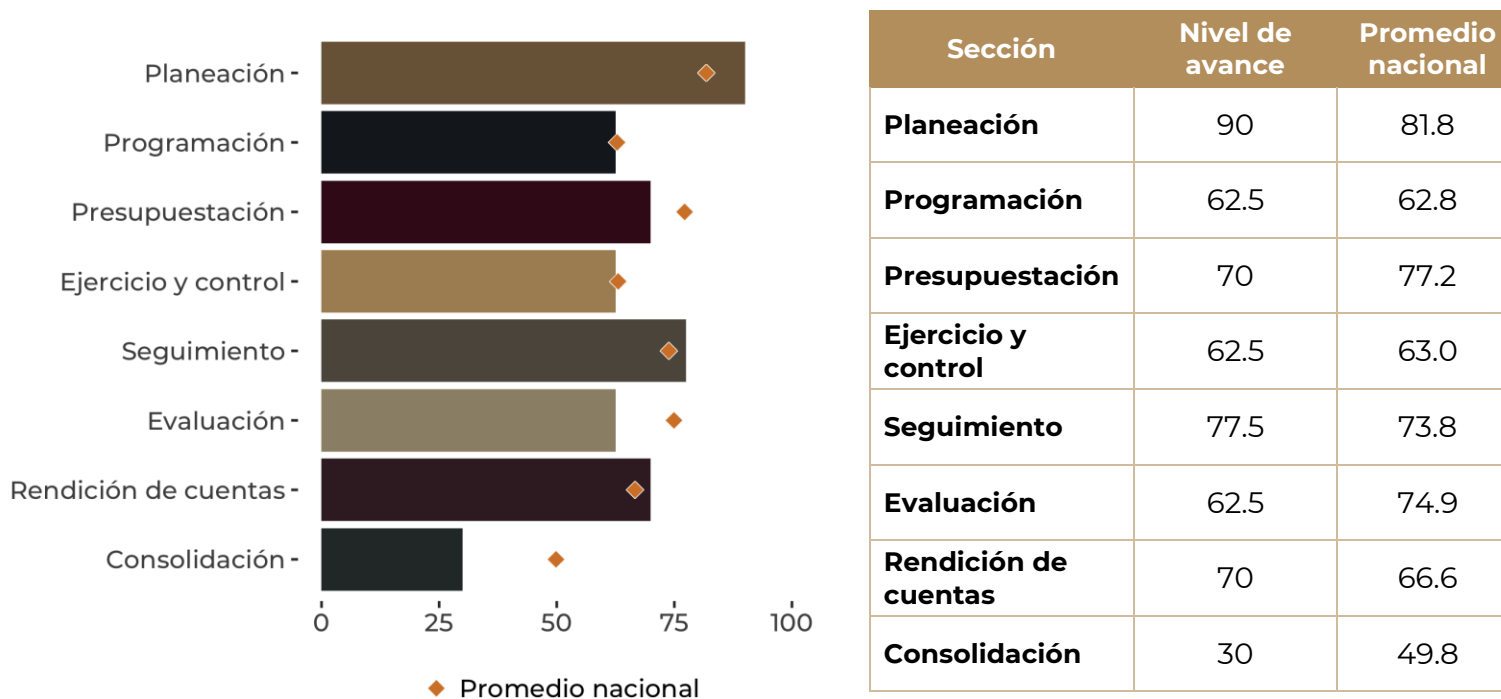 Planeación
Programación
Presupuestación
Ejercicio y control
Seguimiento
Evaluación
Rendición de cuentas
Consolidación
0 25 50 75 100
Promedio nacional
Sección Nivel de avance Promedio nacional
Planeación 90 81.8
Programación 62.5 62.8
Presupuestación 70 77.2
Ejercicio y control 62.5 63.0
Seguimiento 77.5 73.8
Evaluación 62.5 74.9
Rendición de cuentas 70 66.6
Consolidación 30 49.8